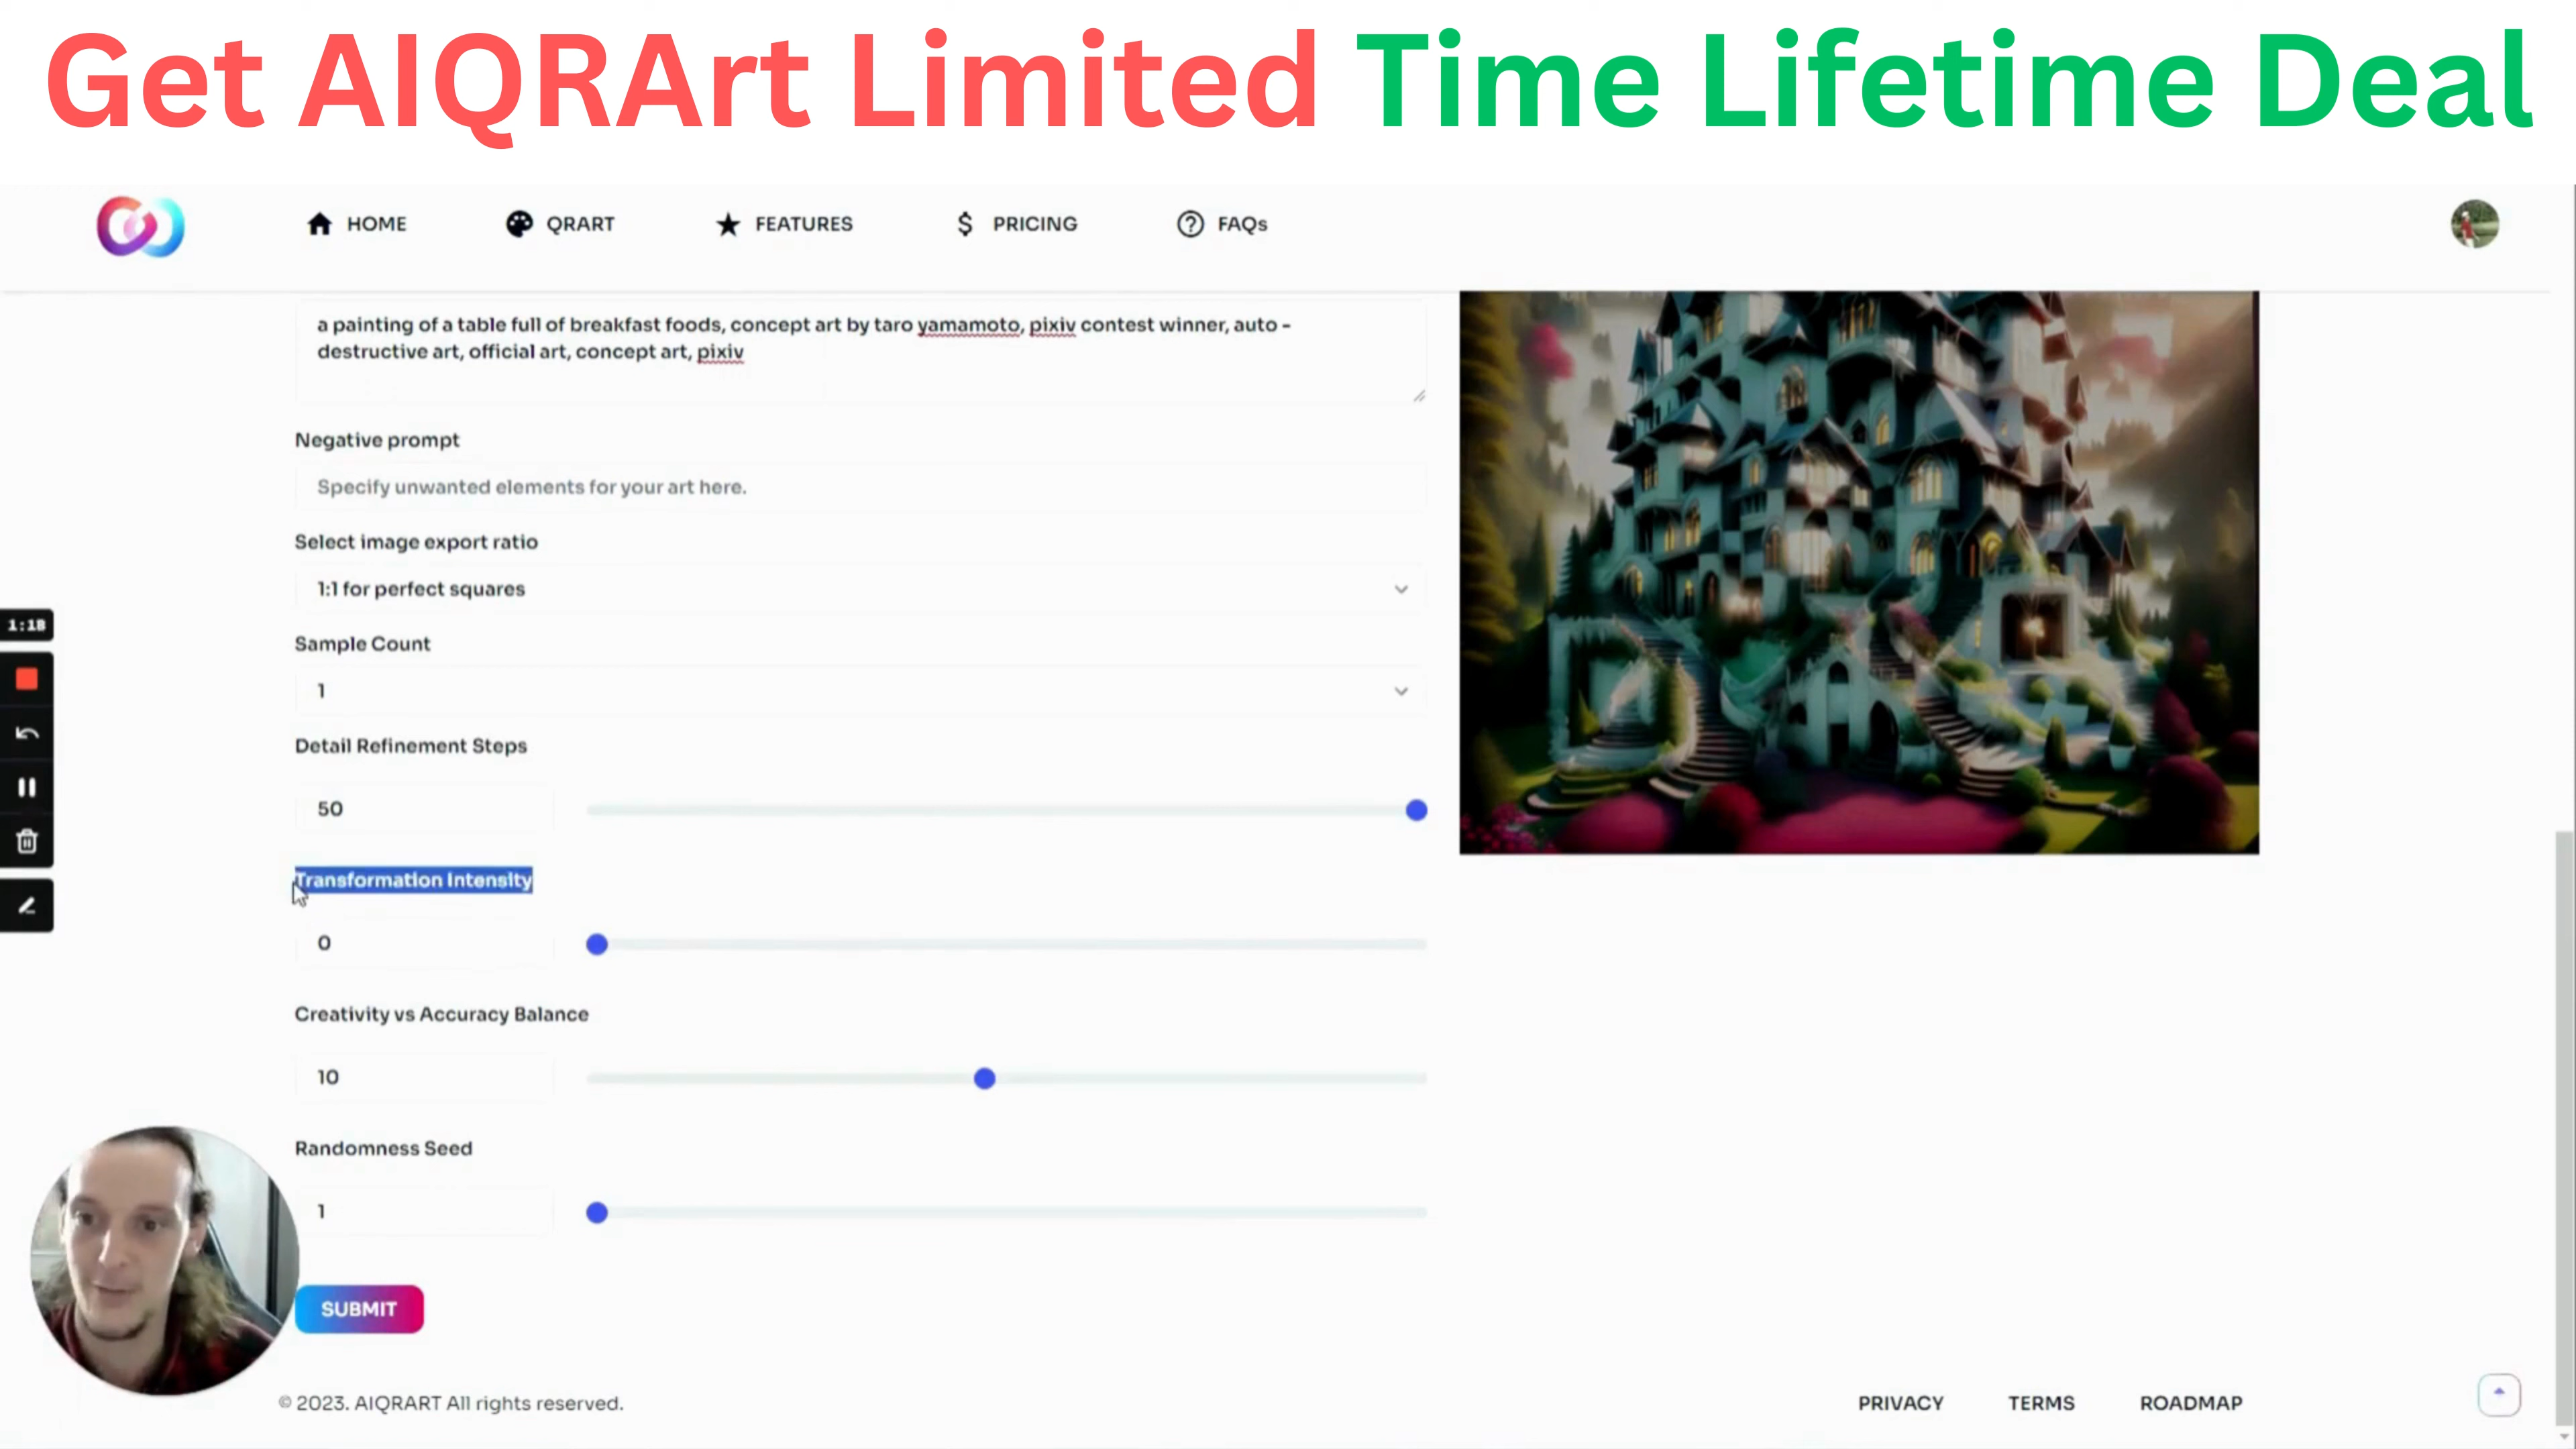 Get AIQRArt Limited Time Lifetime Deal
HOME
QRART
FEATURES
PRICING
FAQs
a painting of a table full of breakfast foods, concept art by taro yamamoto, pixiv contest winner, auto -
destructive art, official art, concept art, pixiv
Negative prompt
Specify unwanted elements for your art here.
Select image export ratio
1:1 for perfect squares
Sample Count
1
Detail Refinement Steps
50
1:18
Transformation Intensity
0
Creativity vs Accuracy Balance
10
Randomness Seed
1
SUBMIT
© 2023. AIQRART All rights reserved.
PRIVACY
TERMS
ROADMAP